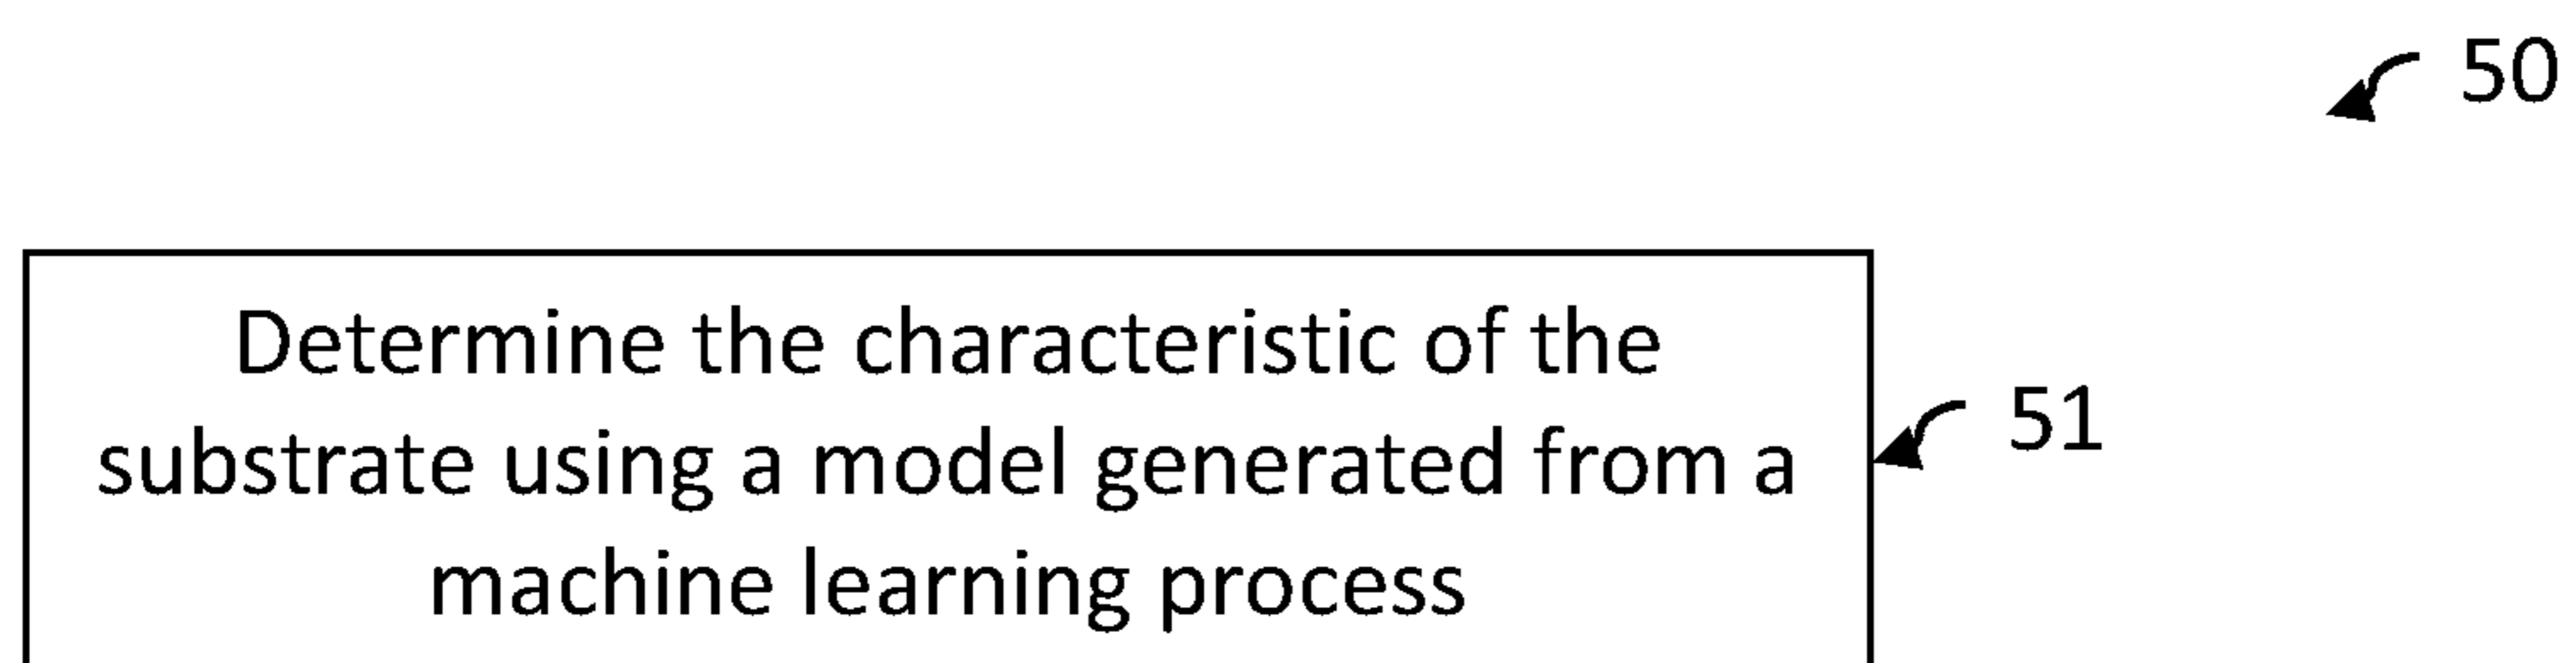 50
Determine the characteristic of the
substrate using a model generated from a
machine learning process
51